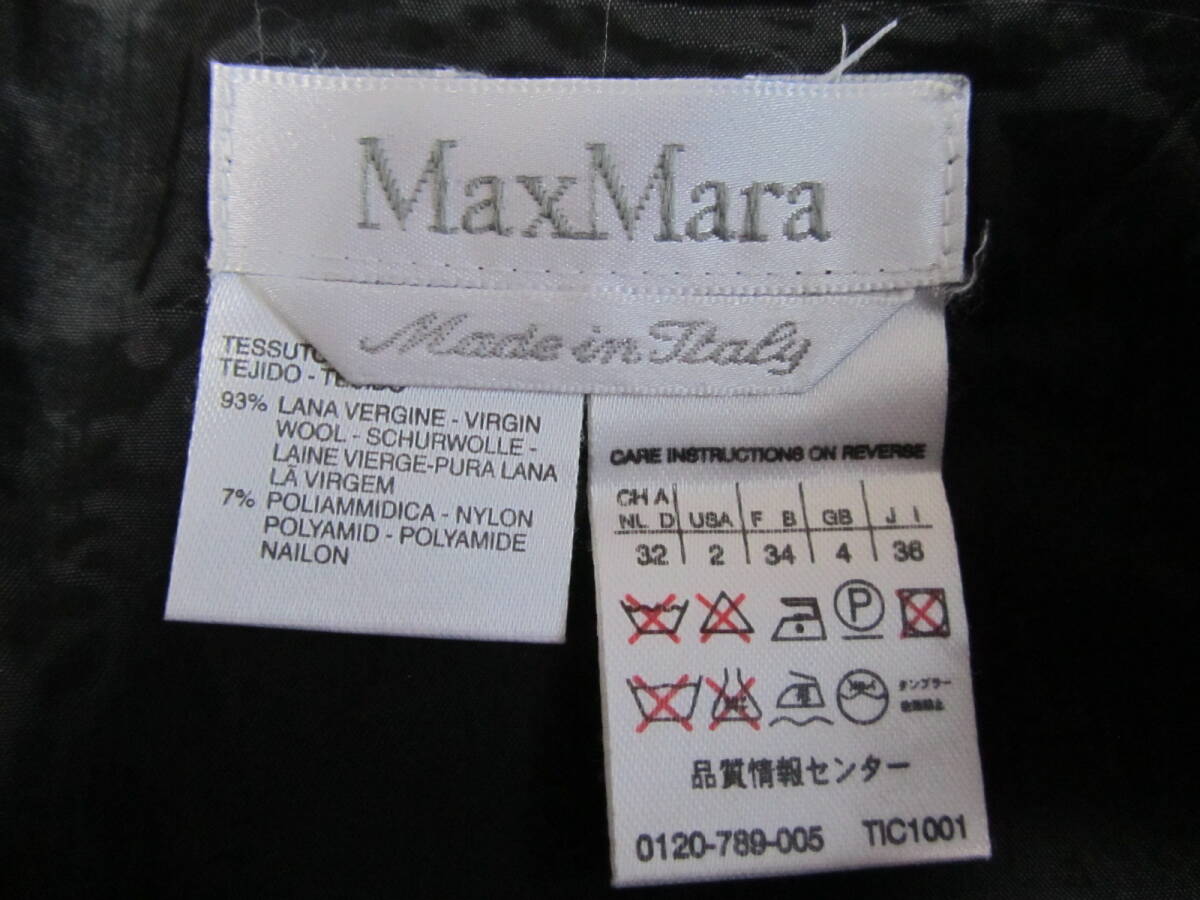 MaxMara
Made in Italy
TESSUTO
TEJIDO - TECIDO
93% LANA VERGINE - VIRGIN
WOOL - SCHURWOLLE -
LAINE VIERGE-PURA LANA
LÃ VIRGEM
7% POLIAMMIDICA - NYLON
POLYAMID - POLYAMIDE
NAILON
CARE INSTRUCTIONS ON REVERSE
CH A
NL D USA F B GB J I
32 2 34 4 36
P
タンブラー
品質情報センター
0120-789-005 TIC1001